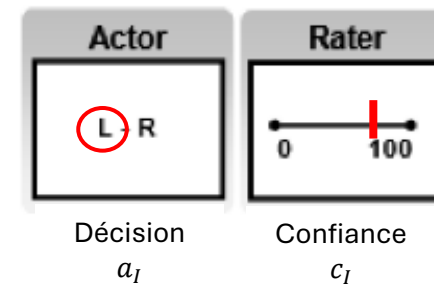 Actor
L - R
Décision
a_I
Rater
0 100
Confiance
c_I